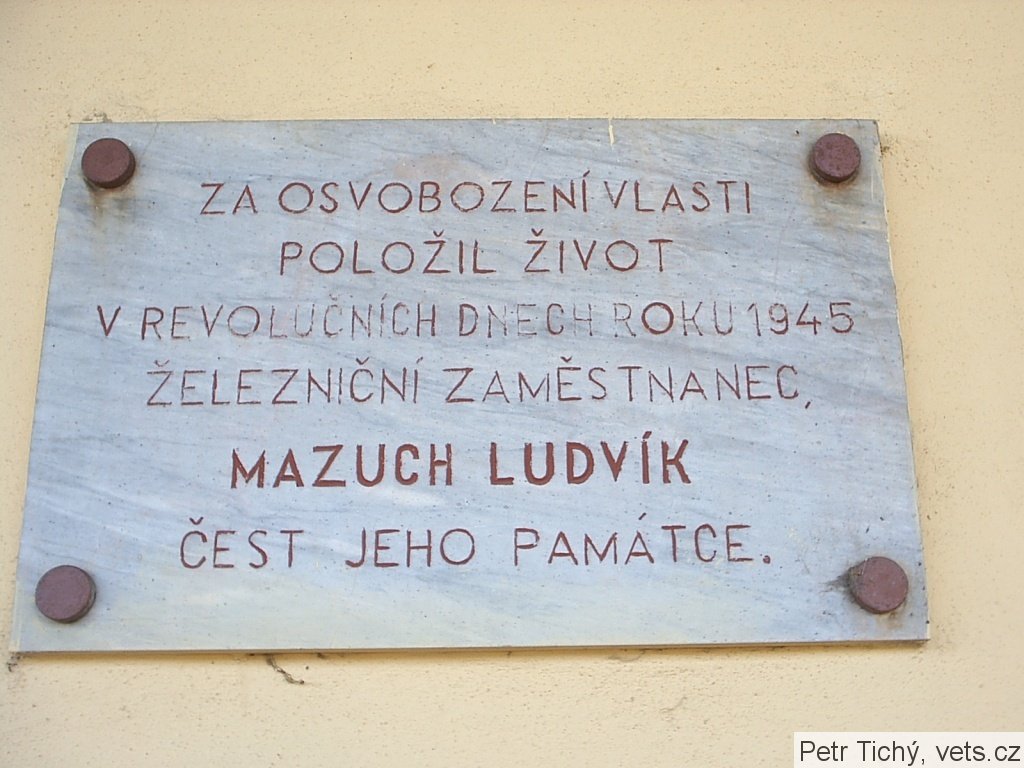 ZA OSVOBOZENÍ VLASTI
POLOŽIL ŽIVOT
V REVOLUČNÍCH DNECH ROKU 1945
ŽELEZNIČNÍ ZAMĚSTNANEC,
MAZUCH LUDVÍK
ČEST JEHO PAMÁTCE.
Petr Tichý, vets.cz